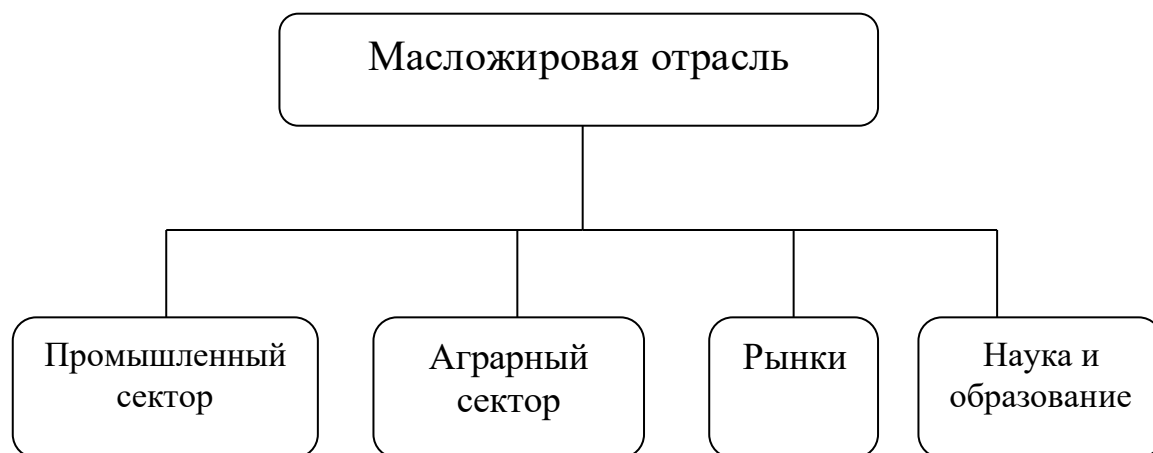 Масложировая отрасль
Промышленный
сектор
Аграрный
сектор
Рынки
Наука и
образование